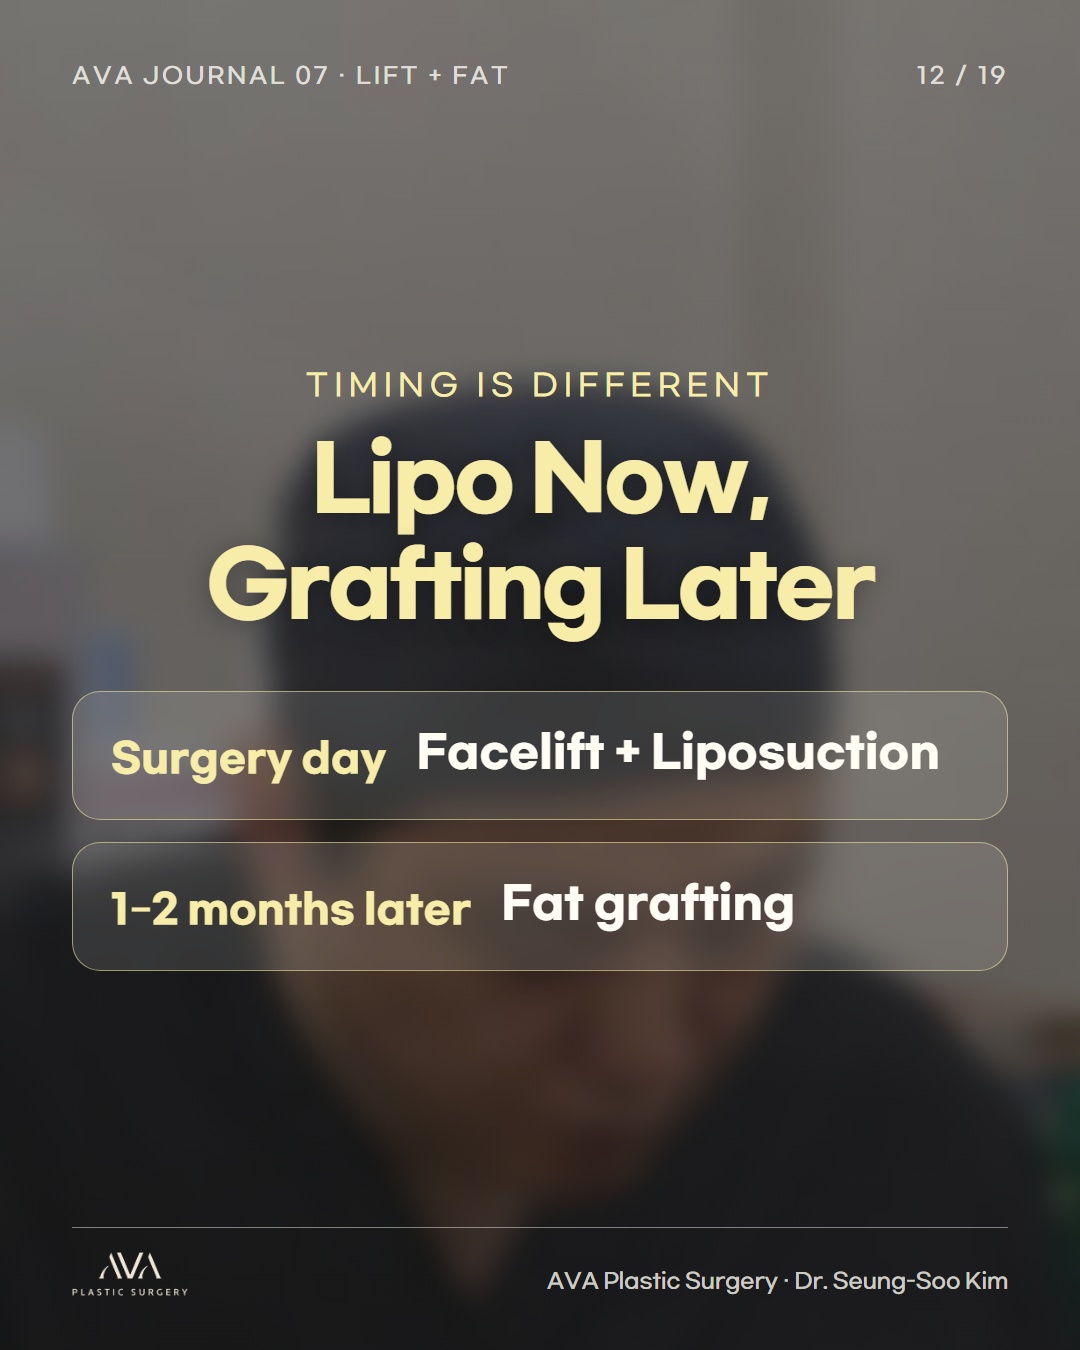 AVA JOURNAL 07 · LIFT + FAT
12 / 19
TIMING IS DIFFERENT
Lipo Now,
Grafting Later
Surgery day Facelift + Liposuction
1–2 months later Fat grafting
AVA
PLASTIC SURGERY
AVA Plastic Surgery · Dr. Seung-Soo Kim